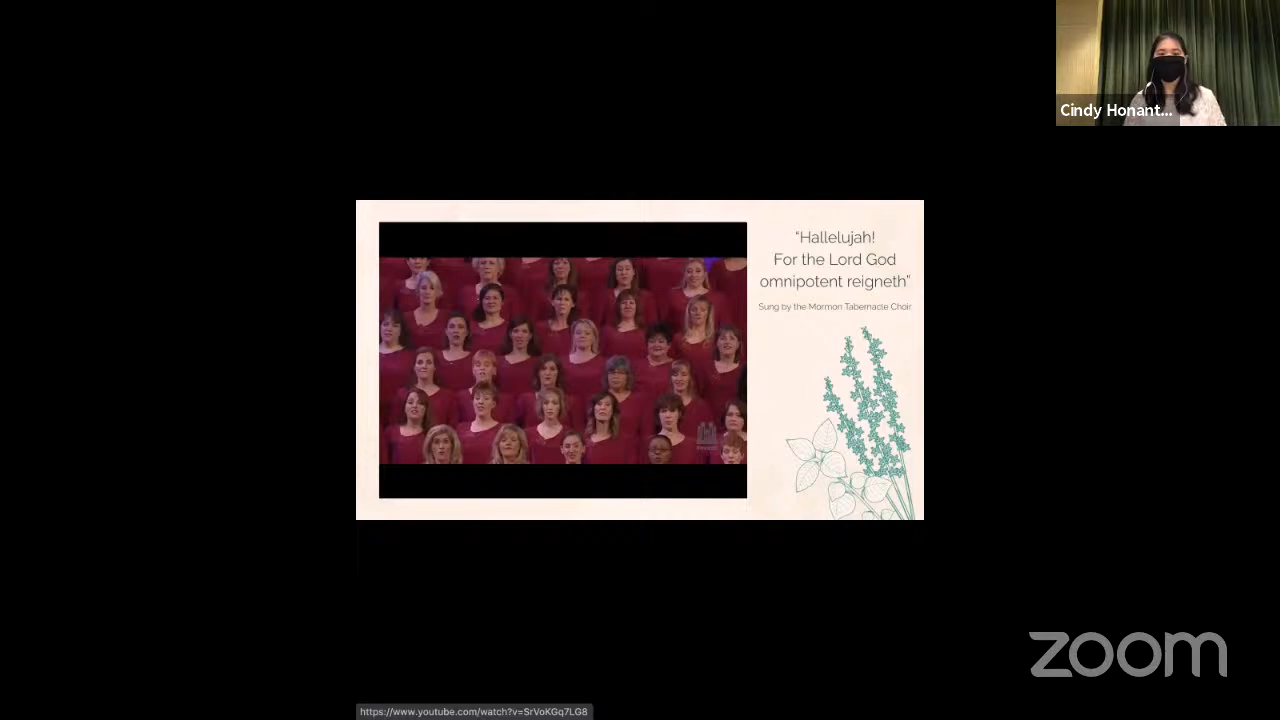 Cindy Honant...
“Hallelujah!
For the Lord God
omnipotent reigneth”
Sung by the Mormon Tabernacle Choir
zoom
https://www.youtube.com/watch?v=SrVoKGq7LG8